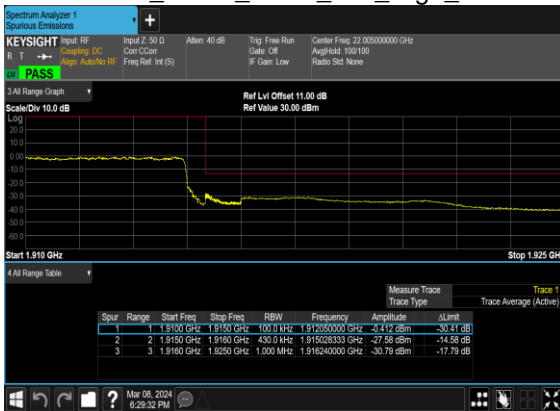 Spectrum Analyzer 1
Spurious Emissions
+
KEYSIGHT Input: RF Input Z: 50 Ω Atten: 40 dB Trig: Free Run Center Freq: 22.005000000 GHz
R T Coupling: DC Corr CCorr Gate: Off Avg|Hold: 100/100
Align: Auto/No RF Freq Ref: Int (S) IF Gain: Low Radio Std: None
PASS
3 All Range Graph Ref Lvl Offset 11.00 dB
Scale/Div 10.0 dB Ref Value 30.00 dBm
Log
20.0
10.0
0.00
-10.0
-20.0
-30.0
-40.0
-50.0
-60.0
Start 1.910 GHz Stop 1.925 GH
4 All Range Table
Measure Trace Trace 1
Trace Type Trace Average (Active)
Spur Range Start Freq Stop Freq RBW Frequency Amplitude ΔLimit
1 1 1.9100 GHz 1.9150 GHz 100.0 kHz 1.912050000 GHz -0.412 dBm -30.41 dB
2 2 1.9150 GHz 1.9160 GHz 430.0 kHz 1.915028333 GHz -27.58 dBm -14.58 dB
3 3 1.9160 GHz 1.9250 GHz 1.000 MHz 1.916240000 GHz -30.79 dBm -17.79 dB
? Mar 08, 2024
6:29:32 PM